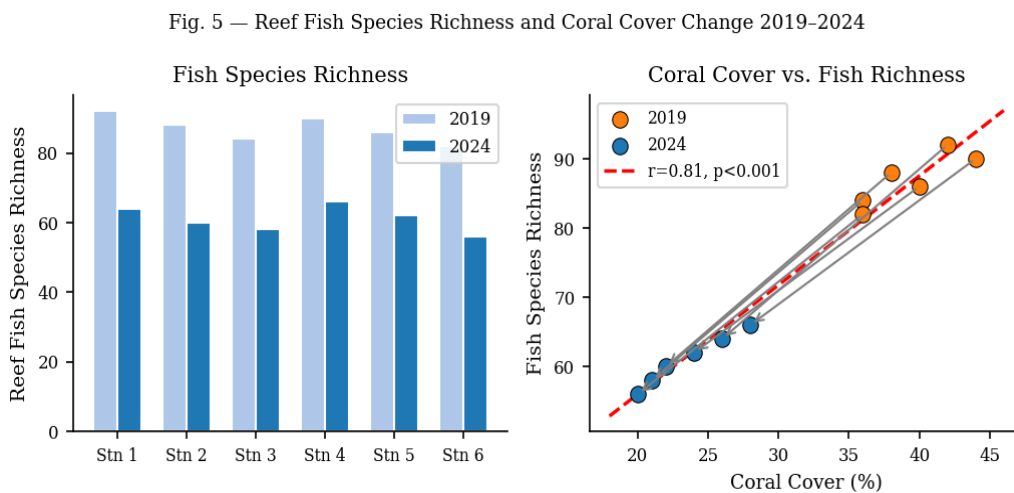 Fig. 5 — Reef Fish Species Richness and Coral Cover Change 2019–2024
Fish Species Richness
Reef Fish Species Richness
80
60
40
20
0
2019
2024
Stn 1 Stn 2 Stn 3 Stn 4 Stn 5 Stn 6
Coral Cover vs. Fish Richness
Fish Species Richness
90
80
70
60
2019
2024
r=0.81, p<0.001
20 25 30 35 40 45
Coral Cover (%)